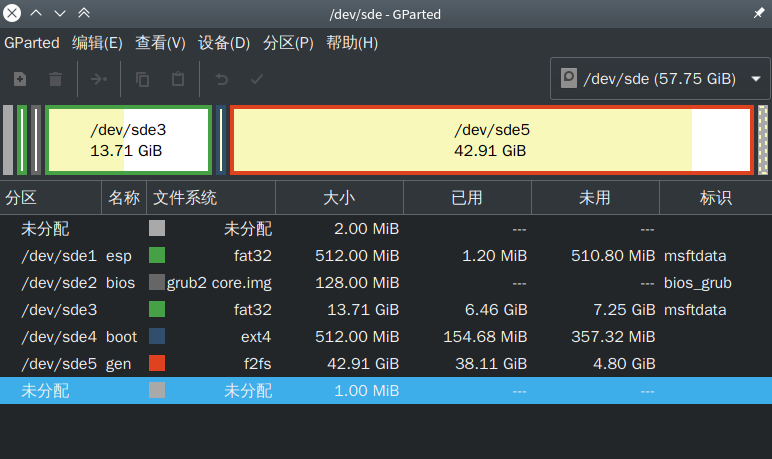 /dev/sde - GParted
GParted 编辑(E) 查看(V) 设备(D) 分区(P) 帮助(H)
/dev/sde (57.75 GiB)
/dev/sde3
13.71 GiB
/dev/sde5
42.91 GiB
分区 名称 文件系统 大小 已用 未用 标识
未分配 未分配 2.00 MiB --- ---
/dev/sde1 esp fat32 512.00 MiB 1.20 MiB 510.80 MiB msftdata
/dev/sde2 bios grub2 core.img 128.00 MiB --- --- bios_grub
/dev/sde3 fat32 13.71 GiB 6.46 GiB 7.25 GiB msftdata
/dev/sde4 boot ext4 512.00 MiB 154.68 MiB 357.32 MiB
/dev/sde5 gen f2fs 42.91 GiB 38.11 GiB 4.80 GiB
未分配 未分配 1.00 MiB --- ---